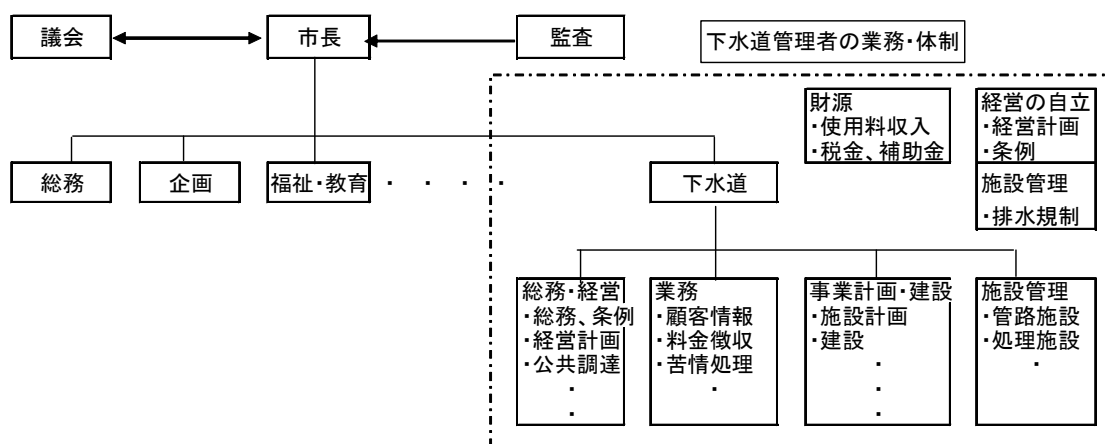 議会
市長
監査
下水道管理者の業務・体制
財源
・使用料収入
・税金、補助金
経営の自立
・経営計画
・条例
施設管理
・排水規制
総務
企画
福祉・教育
・ ・ ・ ・
下水道
総務・経営
・総務、条例
・経営計画
・公共調達
・
・
業務
・顧客情報
・料金徴収
・苦情処理
・
・
事業計画・建設
・施設計画
・建設
・
・
・
施設管理
・管路施設
・処理施設
・